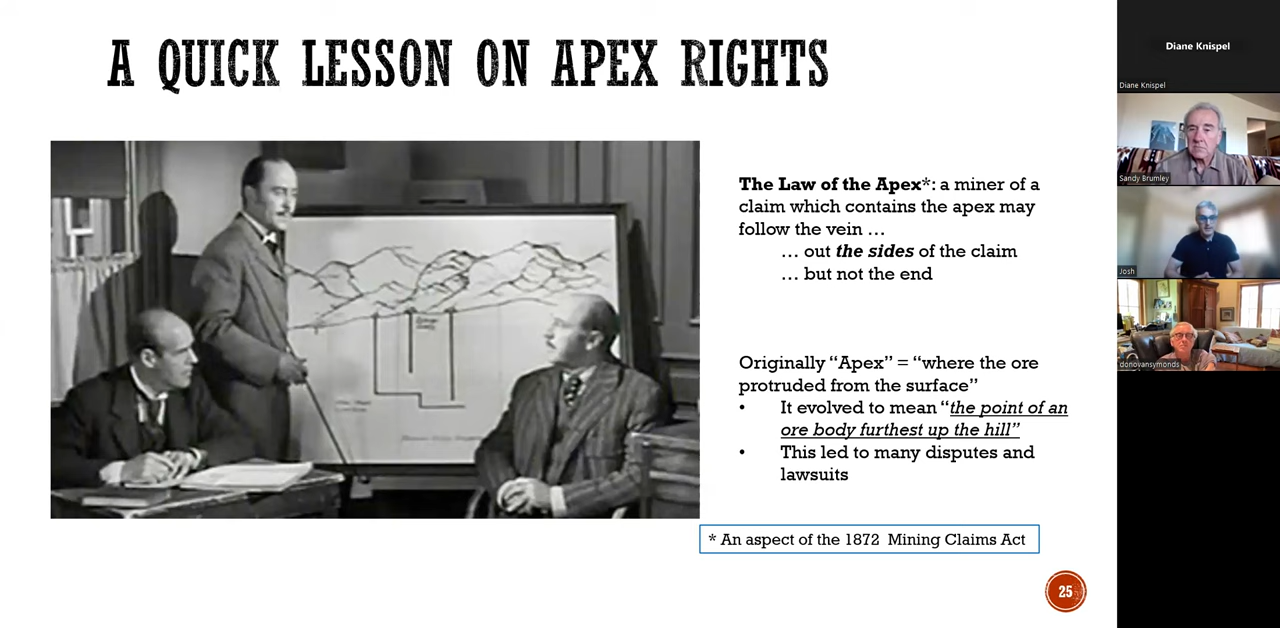 A QUICK LESSON ON APEX RIGHTS
The Law of the Apex*: a miner of a
claim which contains the apex may
follow the vein …
… out the sides of the claim
… but not the end
Originally “Apex” = “where the ore
protruded from the surface”
• It evolved to mean “the point of an
ore body furthest up the hill”
• This led to many disputes and
lawsuits
* An aspect of the 1872 Mining Claims Act
25
Diane Knispel
Diane Knispel
Sandy Brumley
Josh
donovansymonds